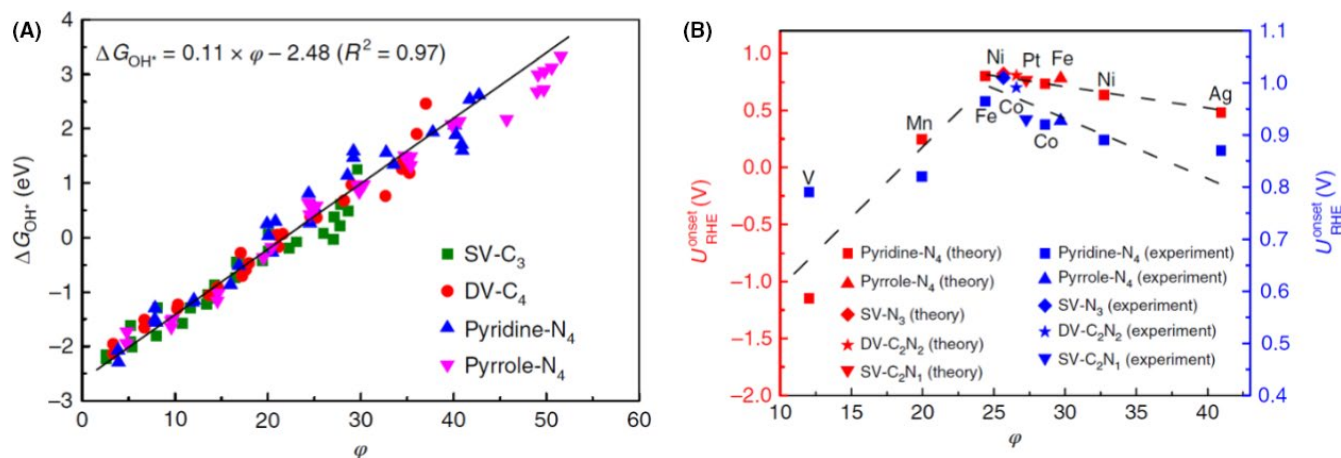 (A)
ΔG_OH* = 0.11 × φ − 2.48 (R² = 0.97)
ΔG_OH* (eV)
4
3
2
1
0
−1
−2
−3
0 10 20 30 40 50 60
φ
SV-C₃
DV-C₄
Pyridine-N₄
Pyrrole-N₄
(B)
U^onset_RHE (V)
1.0
0.5
0.0
−0.5
−1.0
−1.5
−2.0
V
Mn
Ni
Pt
Fe
Ni
Ag
Fe
Co
Co
Pyridine-N₄ (theory)
Pyrrole-N₄ (theory)
SV-N₃ (theory)
DV-C₂N₂ (theory)
SV-C₂N₁ (theory)
Pyridine-N₄ (experiment)
Pyrrole-N₄ (experiment)
SV-N₃ (experiment)
DV-C₂N₂ (experiment)
SV-C₂N₁ (experiment)
10 15 20 25 30 35 40
φ
1.1
1.0
0.9
0.8
0.7
0.6
0.5
0.4
U^onset_RHE (V)